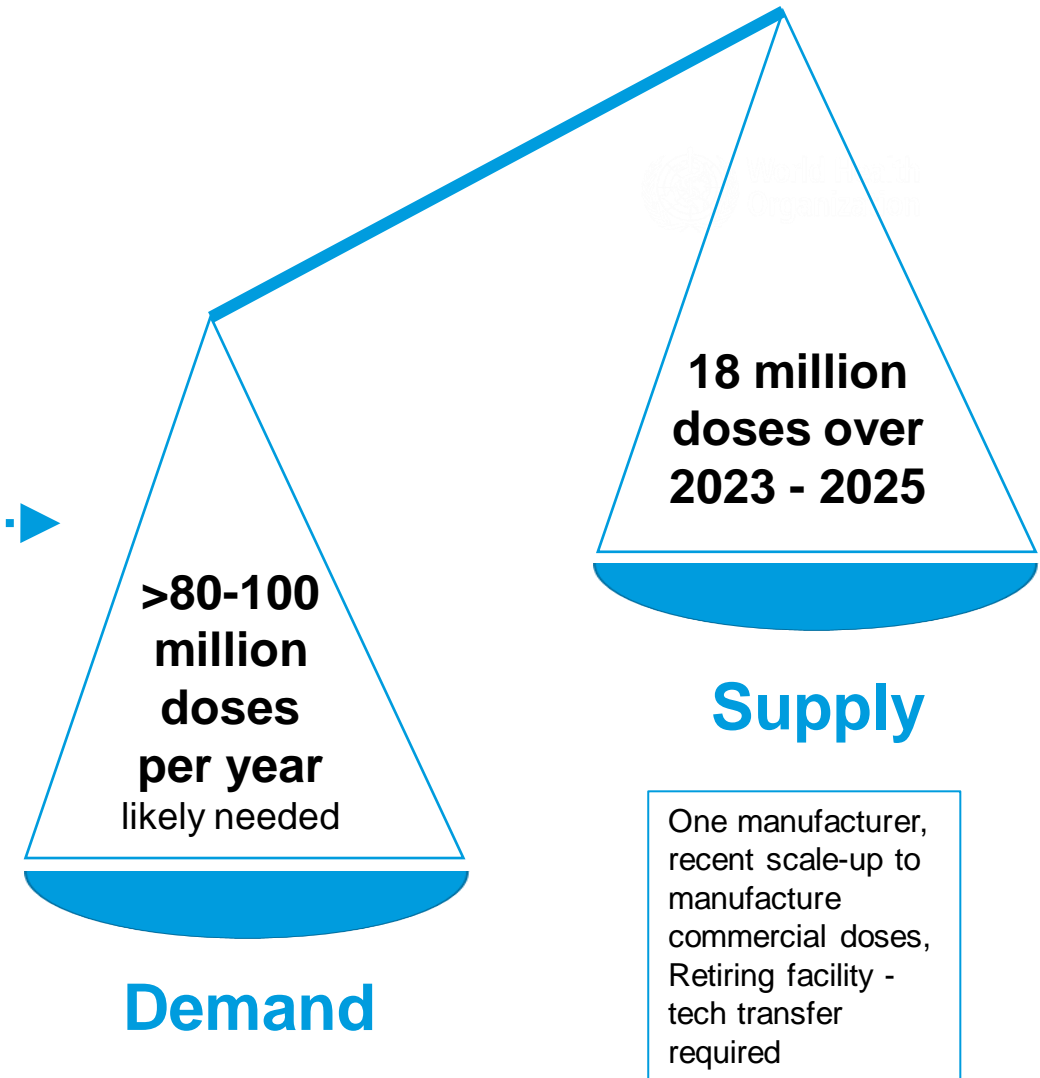 18 million
doses over
2023 - 2025
>80-100
million
doses
per year
likely needed
Supply
One manufacturer,
recent scale-up to
manufacture
commercial doses,
Retiring facility -
tech transfer
required
Demand